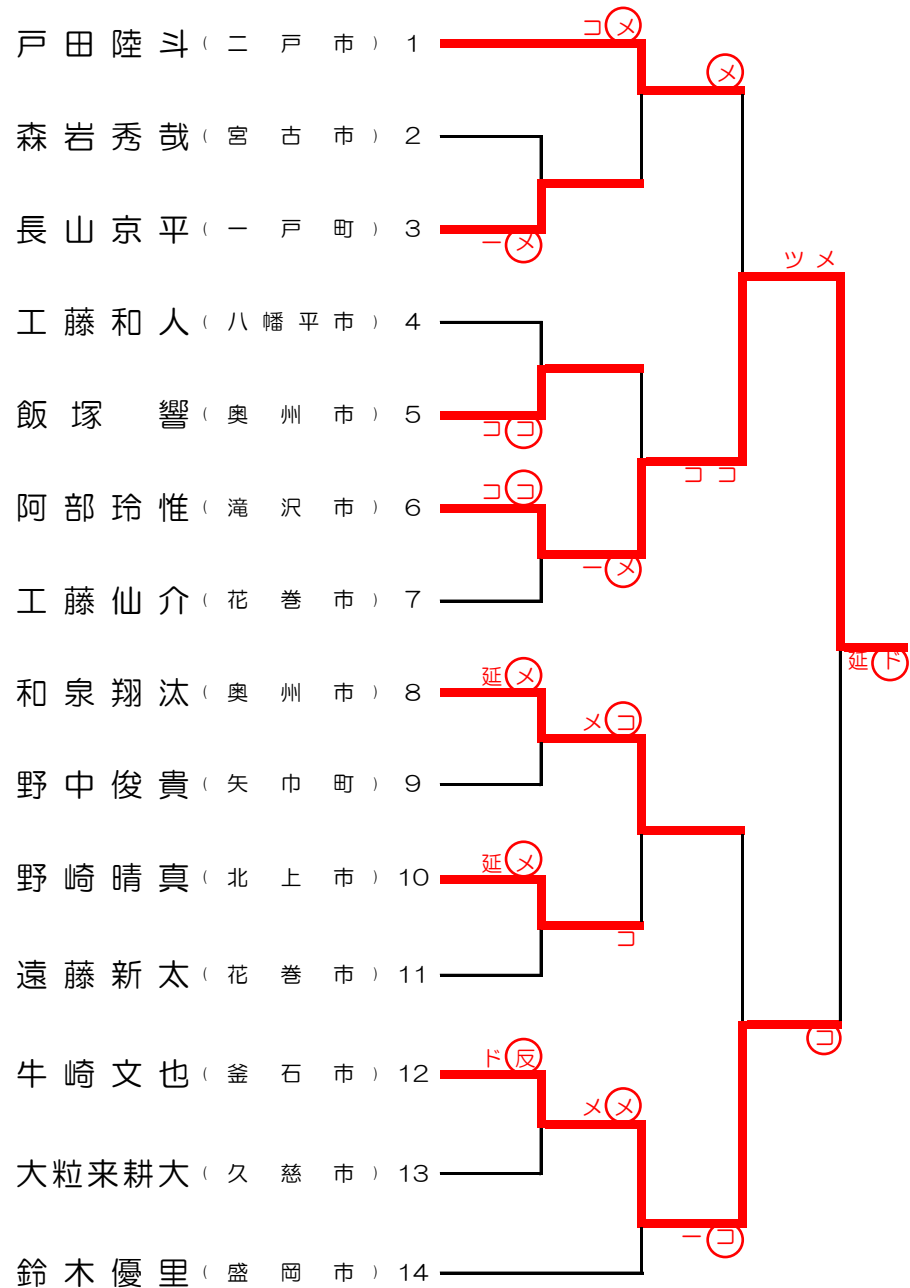 コメ
戸田陸斗（二戸市）1
メ
森岩秀哉（宮古市）2
長山京平（一戸町）3
一メ
ツメ
工藤和人（八幡平市）4
飯塚　響（奥州市）5
ココ
ココ
ココ
阿部玲惟（滝沢市）6
一メ
工藤仙介（花巻市）7
延ド
延メ
和泉翔汰（奥州市）8
メコ
野中俊貴（矢巾町）9
延メ
野崎晴真（北上市）10
コ
遠藤新太（花巻市）11
コ
ド反
牛崎文也（釜石市）12
メメ
大粒来耕大（久慈市）13
一コ
鈴木優里（盛岡市）14